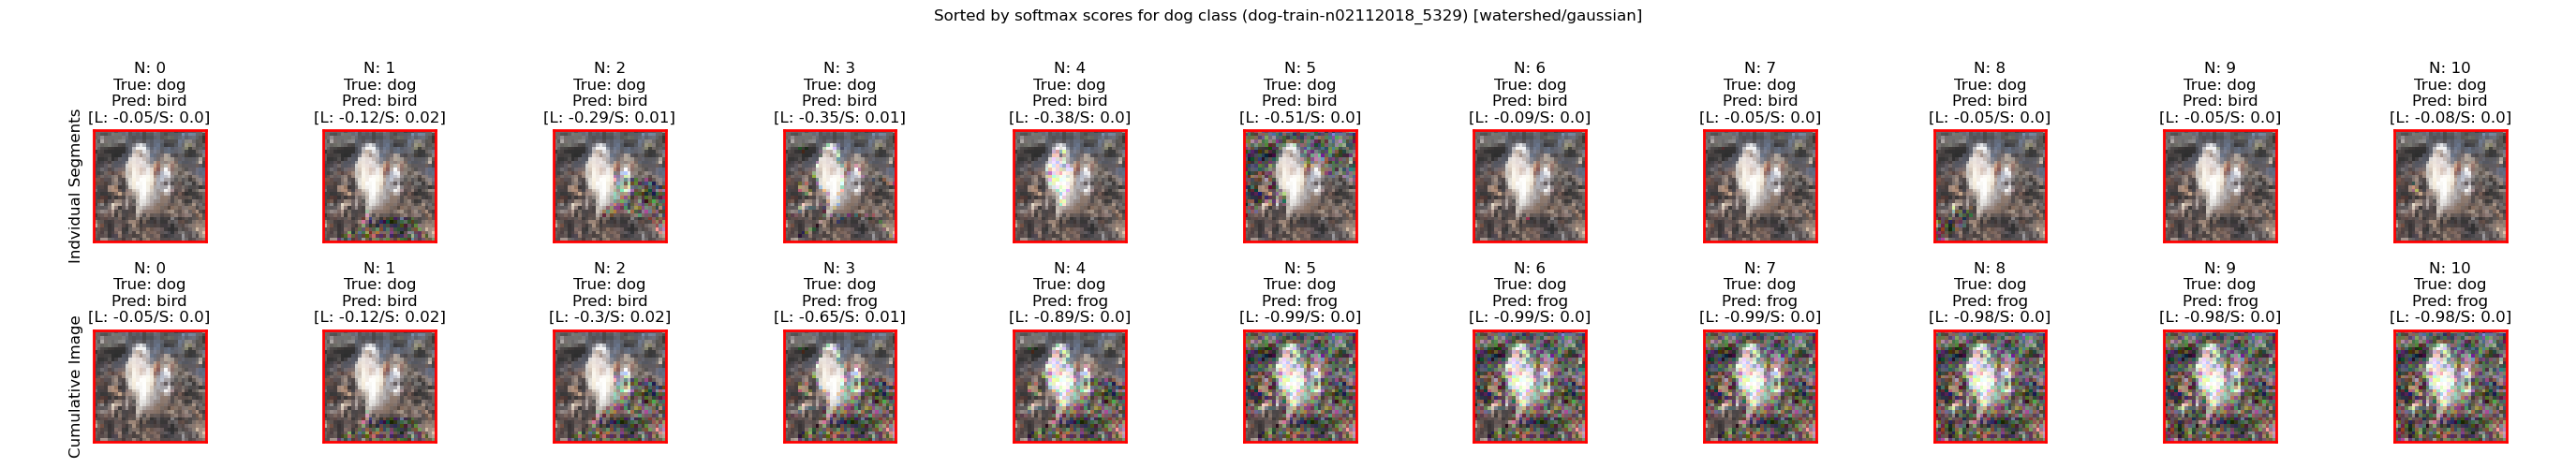 Sorted by softmax scores for dog class (dog-train-n02112018_5329) [watershed/gaussian]
Indvidual Segments
N: 0
True: dog
Pred: bird
[L: -0.05/S: 0.0]
N: 1
True: dog
Pred: bird
[L: -0.12/S: 0.02]
N: 2
True: dog
Pred: bird
[L: -0.29/S: 0.01]
N: 3
True: dog
Pred: bird
[L: -0.35/S: 0.01]
N: 4
True: dog
Pred: bird
[L: -0.38/S: 0.0]
N: 5
True: dog
Pred: bird
[L: -0.51/S: 0.0]
N: 6
True: dog
Pred: bird
[L: -0.09/S: 0.0]
N: 7
True: dog
Pred: bird
[L: -0.05/S: 0.0]
N: 8
True: dog
Pred: bird
[L: -0.05/S: 0.0]
N: 9
True: dog
Pred: bird
[L: -0.05/S: 0.0]
N: 10
True: dog
Pred: bird
[L: -0.08/S: 0.0]
Cumulative Image
N: 0
True: dog
Pred: bird
[L: -0.05/S: 0.0]
N: 1
True: dog
Pred: bird
[L: -0.12/S: 0.02]
N: 2
True: dog
Pred: bird
[L: -0.3/S: 0.02]
N: 3
True: dog
Pred: frog
[L: -0.65/S: 0.01]
N: 4
True: dog
Pred: frog
[L: -0.89/S: 0.0]
N: 5
True: dog
Pred: frog
[L: -0.99/S: 0.0]
N: 6
True: dog
Pred: frog
[L: -0.99/S: 0.0]
N: 7
True: dog
Pred: frog
[L: -0.99/S: 0.0]
N: 8
True: dog
Pred: frog
[L: -0.98/S: 0.0]
N: 9
True: dog
Pred: frog
[L: -0.98/S: 0.0]
N: 10
True: dog
Pred: frog
[L: -0.98/S: 0.0]